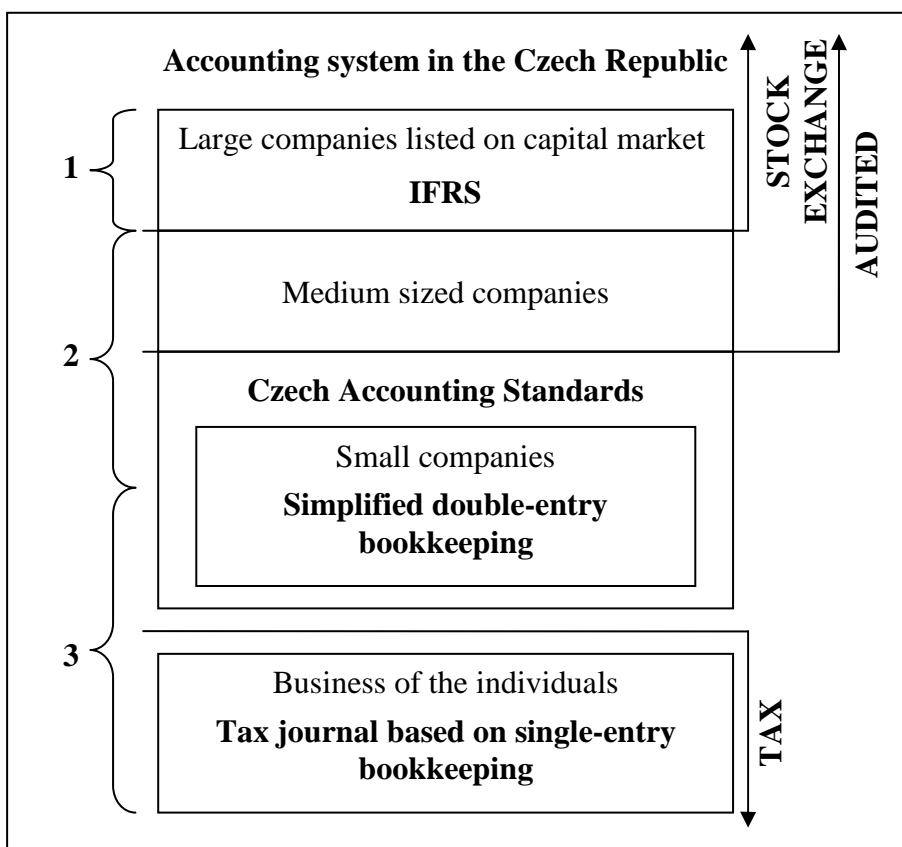 Accounting system in the Czech Republic
STOCK
EXCHANGE
AUDITED
1
Large companies listed on capital market
IFRS
2
Medium sized companies
Czech Accounting Standards
Small companies
Simplified double-entry
bookkeeping
3
Business of the individuals
Tax journal based on single-entry
bookkeeping
TAX